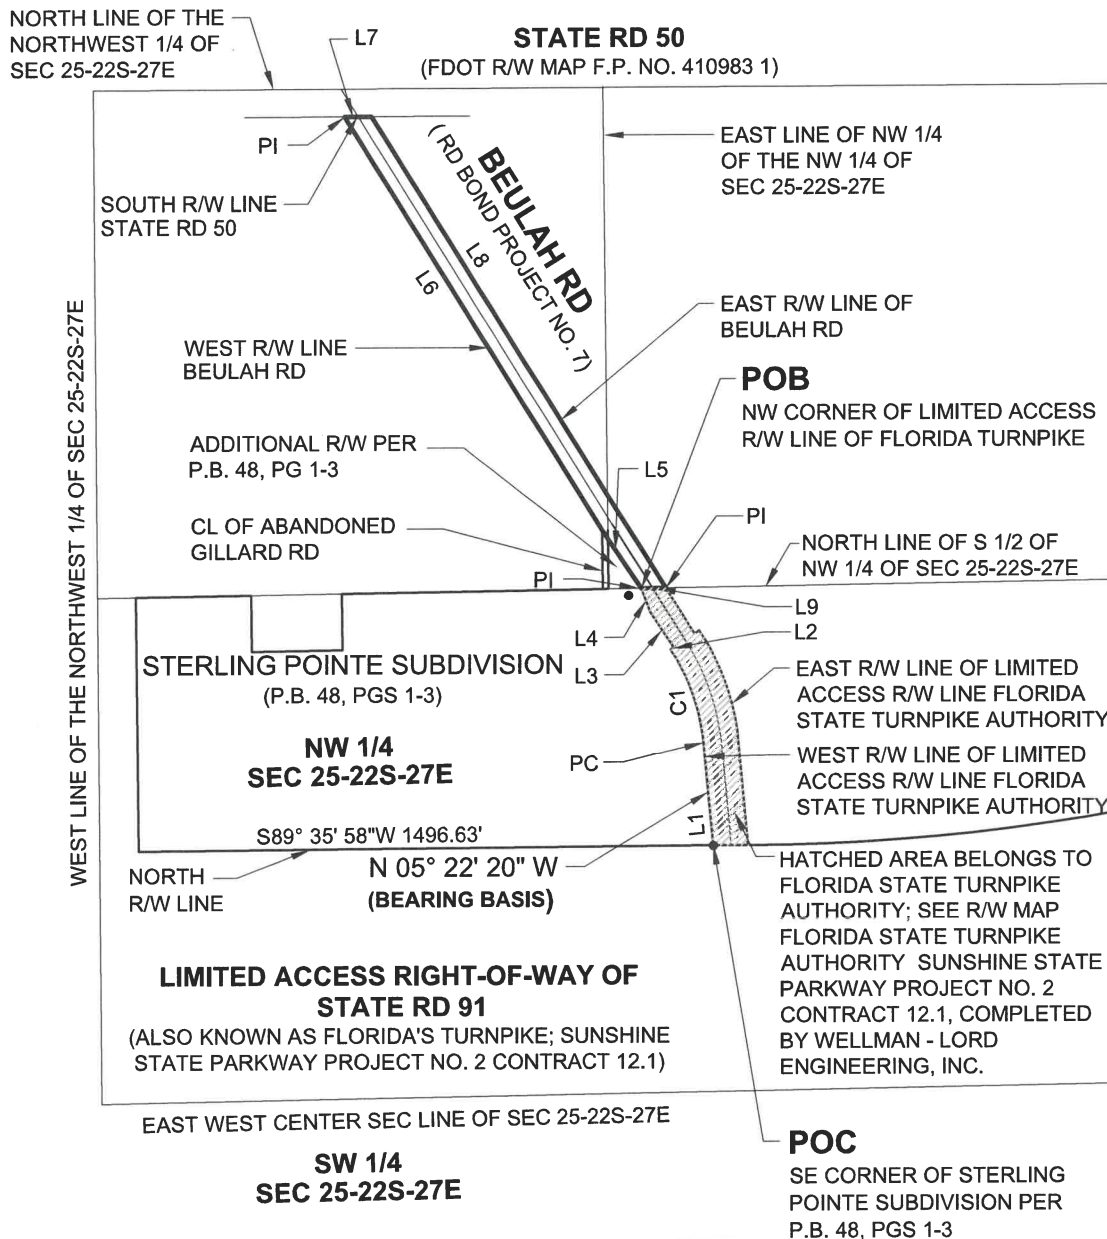 NORTH LINE OF THE
NORTHWEST 1/4 OF
SEC 25-22S-27E
L7
STATE RD 50
(FDOT R/W MAP F.P. NO. 410983 1)
PI
BEULAH RD
( RD BOND PROJECT NO. 7)
EAST LINE OF NW 1/4
OF THE NW 1/4 OF
SEC 25-22S-27E
SOUTH R/W LINE
STATE RD 50
L8
L6
EAST R/W LINE OF
BEULAH RD
WEST R/W LINE
BEULAH RD
POB
NW CORNER OF LIMITED ACCESS
R/W LINE OF FLORIDA TURNPIKE
ADDITIONAL R/W PER
P.B. 48, PG 1-3
L5
CL OF ABANDONED
GILLARD RD
PI
NORTH LINE OF S 1/2 OF
NW 1/4 OF SEC 25-22S-27E
PI
L9
L4
L2
L3
WEST LINE OF THE NORTHWEST 1/4 OF SEC 25-22S-27E
STERLING POINTE SUBDIVISION
(P.B. 48, PGS 1-3)
EAST R/W LINE OF LIMITED
ACCESS R/W LINE FLORIDA
STATE TURNPIKE AUTHORITY
C1
NW 1/4
SEC 25-22S-27E
PC
WEST R/W LINE OF LIMITED
ACCESS R/W LINE FLORIDA
STATE TURNPIKE AUTHORITY
L1
S89° 35' 58"W 1496.63'
NORTH
R/W LINE
N 05° 22' 20" W
(BEARING BASIS)
HATCHED AREA BELONGS TO
FLORIDA STATE TURNPIKE
AUTHORITY; SEE R/W MAP
FLORIDA STATE TURNPIKE
AUTHORITY SUNSHINE STATE
PARKWAY PROJECT NO. 2
CONTRACT 12.1, COMPLETED
BY WELLMAN - LORD
ENGINEERING, INC.
LIMITED ACCESS RIGHT-OF-WAY OF
STATE RD 91
(ALSO KNOWN AS FLORIDA'S TURNPIKE; SUNSHINE
STATE PARKWAY PROJECT NO. 2 CONTRACT 12.1)
EAST WEST CENTER SEC LINE OF SEC 25-22S-27E
SW 1/4
SEC 25-22S-27E
POC
SE CORNER OF STERLING
POINTE SUBDIVISION PER
P.B. 48, PGS 1-3